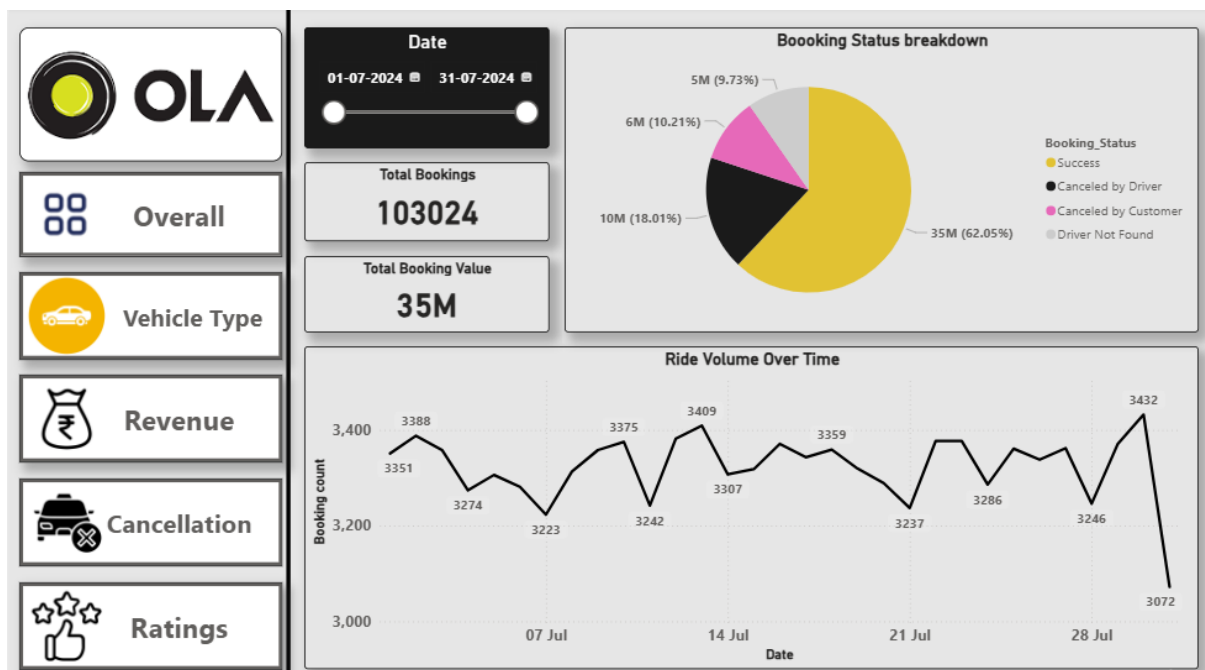 OLA
Overall
Vehicle Type
Revenue
₹
Cancellation
Ratings
Date
01-07-2024 31-07-2024
Total Bookings
103024
Total Booking Value
35M
Boooking Status breakdown
5M (9.73%)
6M (10.21%)
10M (18.01%)
35M (62.05%)
Booking_Status
Success
Canceled by Driver
Canceled by Customer
Driver Not Found
Ride Volume Over Time
Booking count
3,400
3,200
3,000
3351
3388
3274
3223
3375
3242
3409
3307
3359
3237
3286
3246
3432
3072
07 Jul
14 Jul
21 Jul
28 Jul
Date